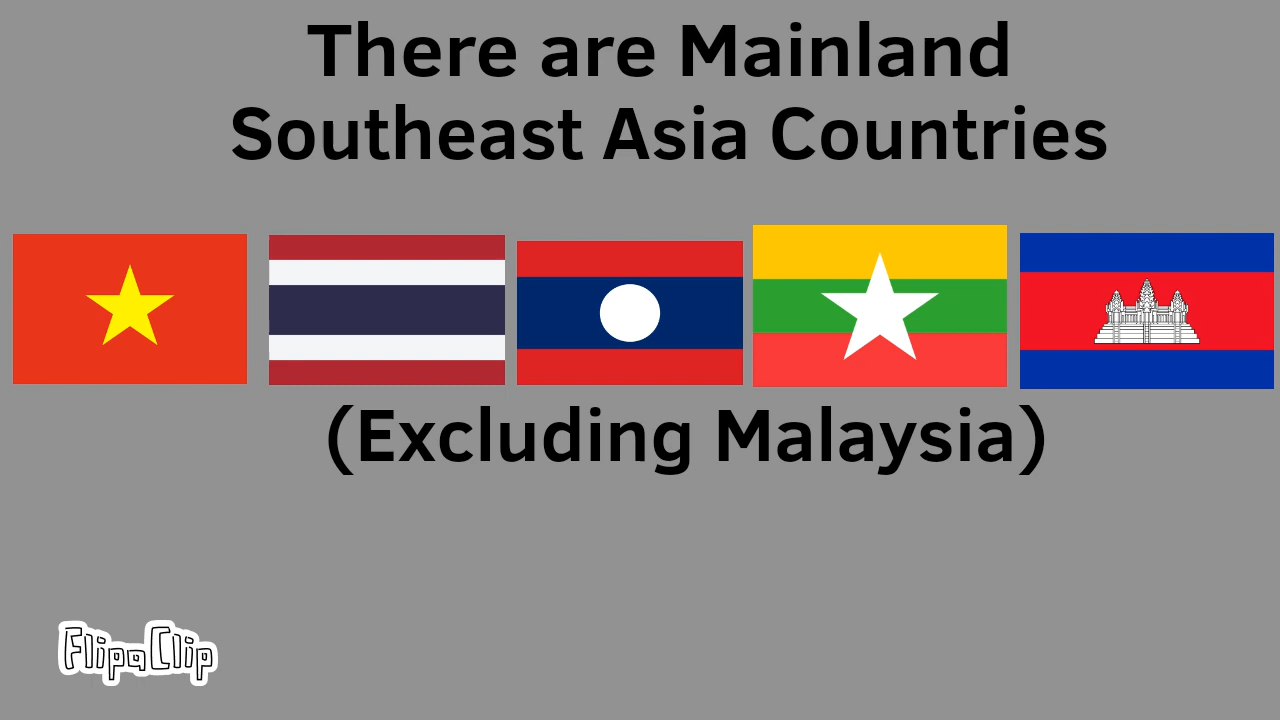 There are Mainland
Southeast Asia Countries
(Excluding Malaysia)
FlipaClip